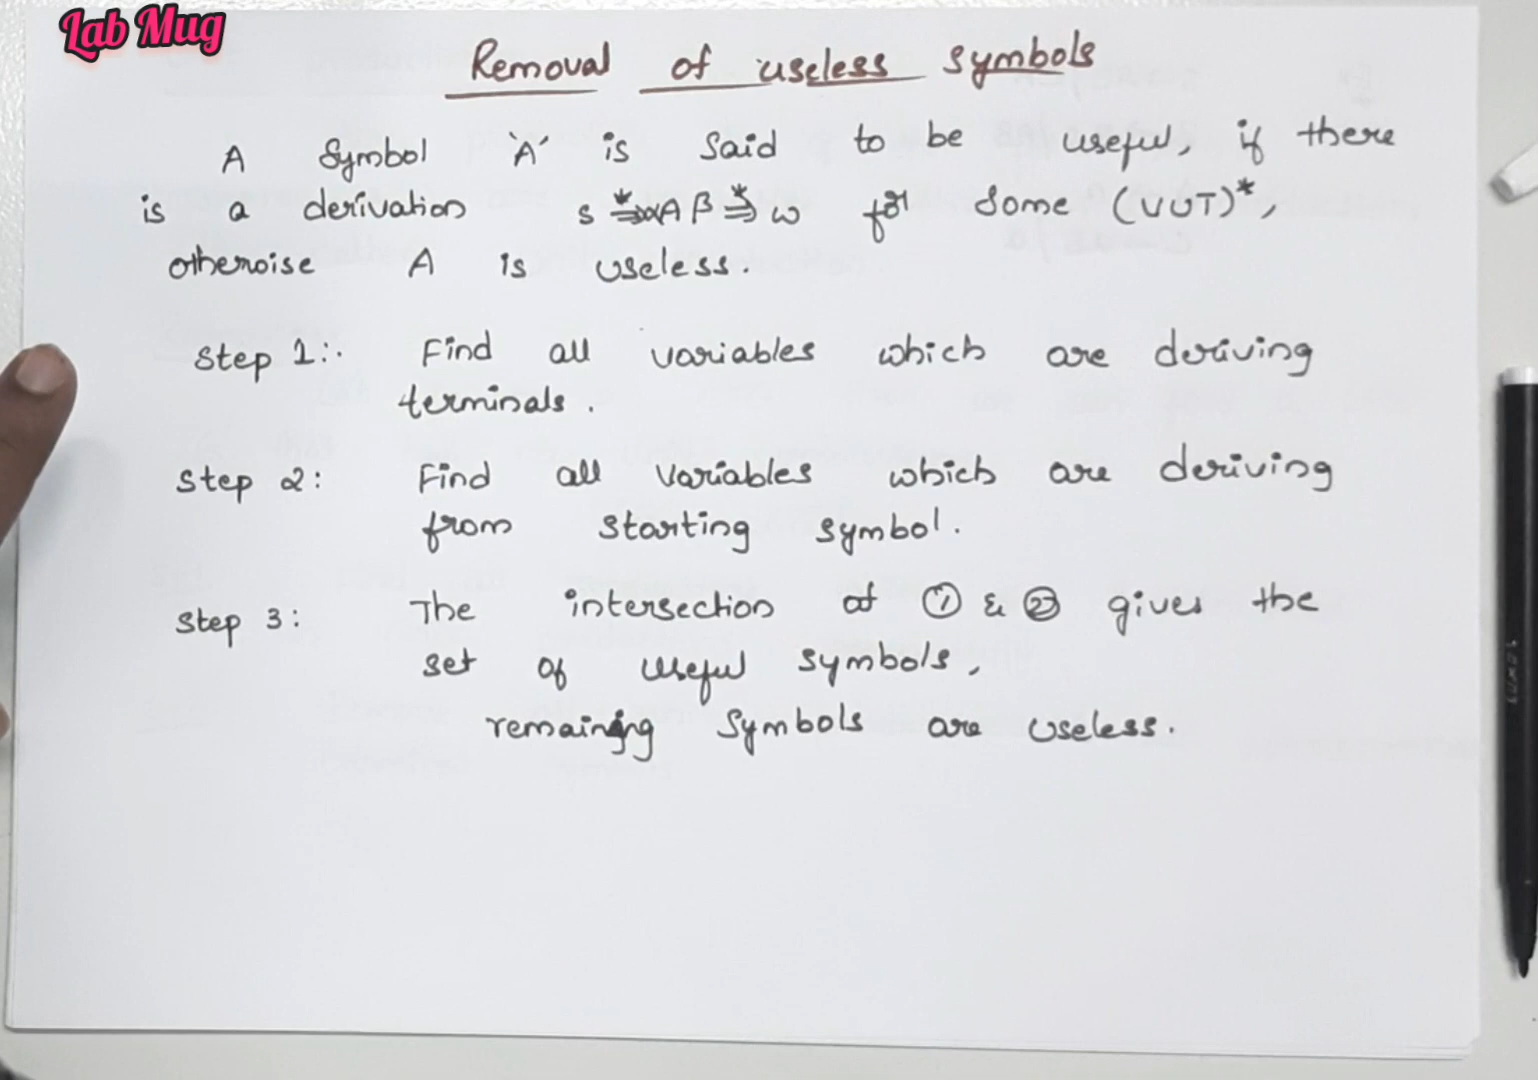 Lab Mug
Removal of useless symbols
A Symbol 'A' is Said to be useful, if there
is a derivation S ⇒* αAβ ⇒* ω for Some (VUT)*,
otheroise A is useless.
Step 1:. Find all variables which are deriving
terminals.
Step 2: Find all variables which are deriving
from starting symbol.
Step 3: The intersection of ① & ② gives the
set of useful symbols,
remaining Symbols are useless.